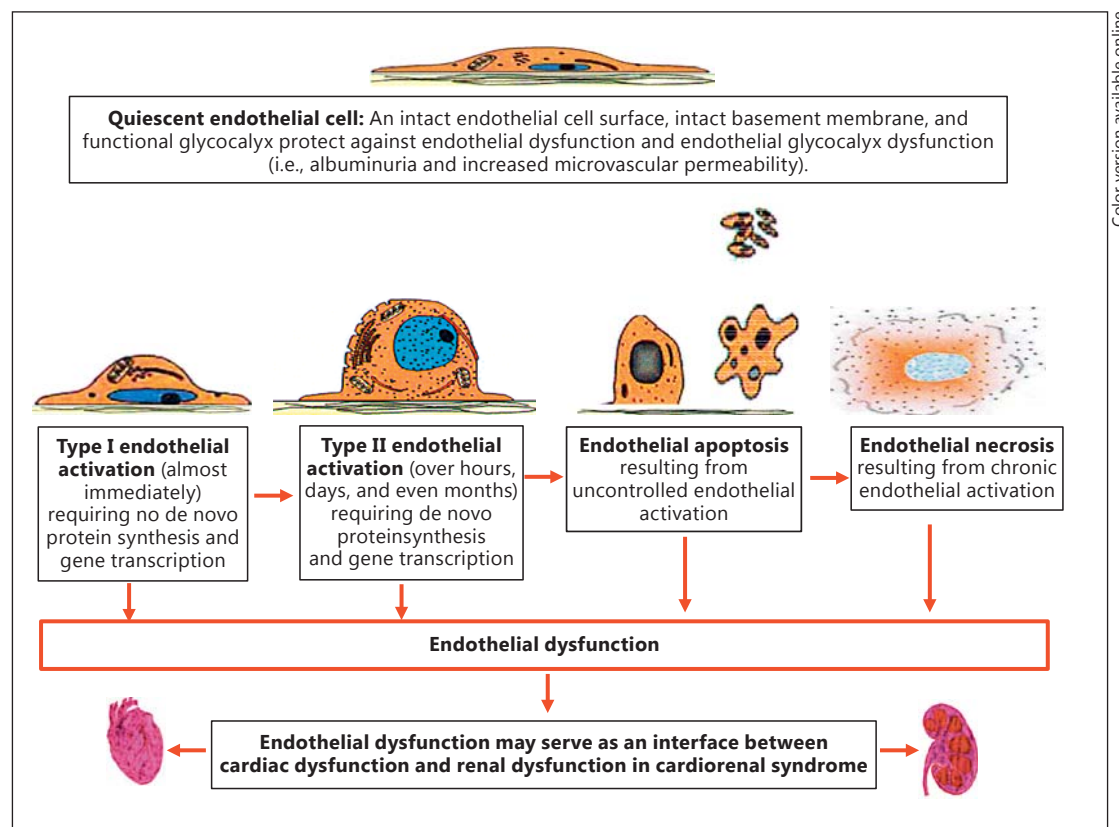 Color version available online
Quiescent endothelial cell: An intact endothelial cell surface, intact basement membrane, and
functional glycocalyx protect against endothelial dysfunction and endothelial glycocalyx dysfunction
(i.e., albuminuria and increased microvascular permeability).
Type I endothelial
activation (almost
immediately)
requiring no de novo
protein synthesis and
gene transcription
Type II endothelial
activation (over hours,
days, and even months)
requiring de novo
proteinsynthesis
and gene transcription
Endothelial apoptosis
resulting from
uncontrolled endothelial
activation
Endothelial necrosis
resulting from chronic
endothelial activation
Endothelial dysfunction
Endothelial dysfunction may serve as an interface between
cardiac dysfunction and renal dysfunction in cardiorenal syndrome